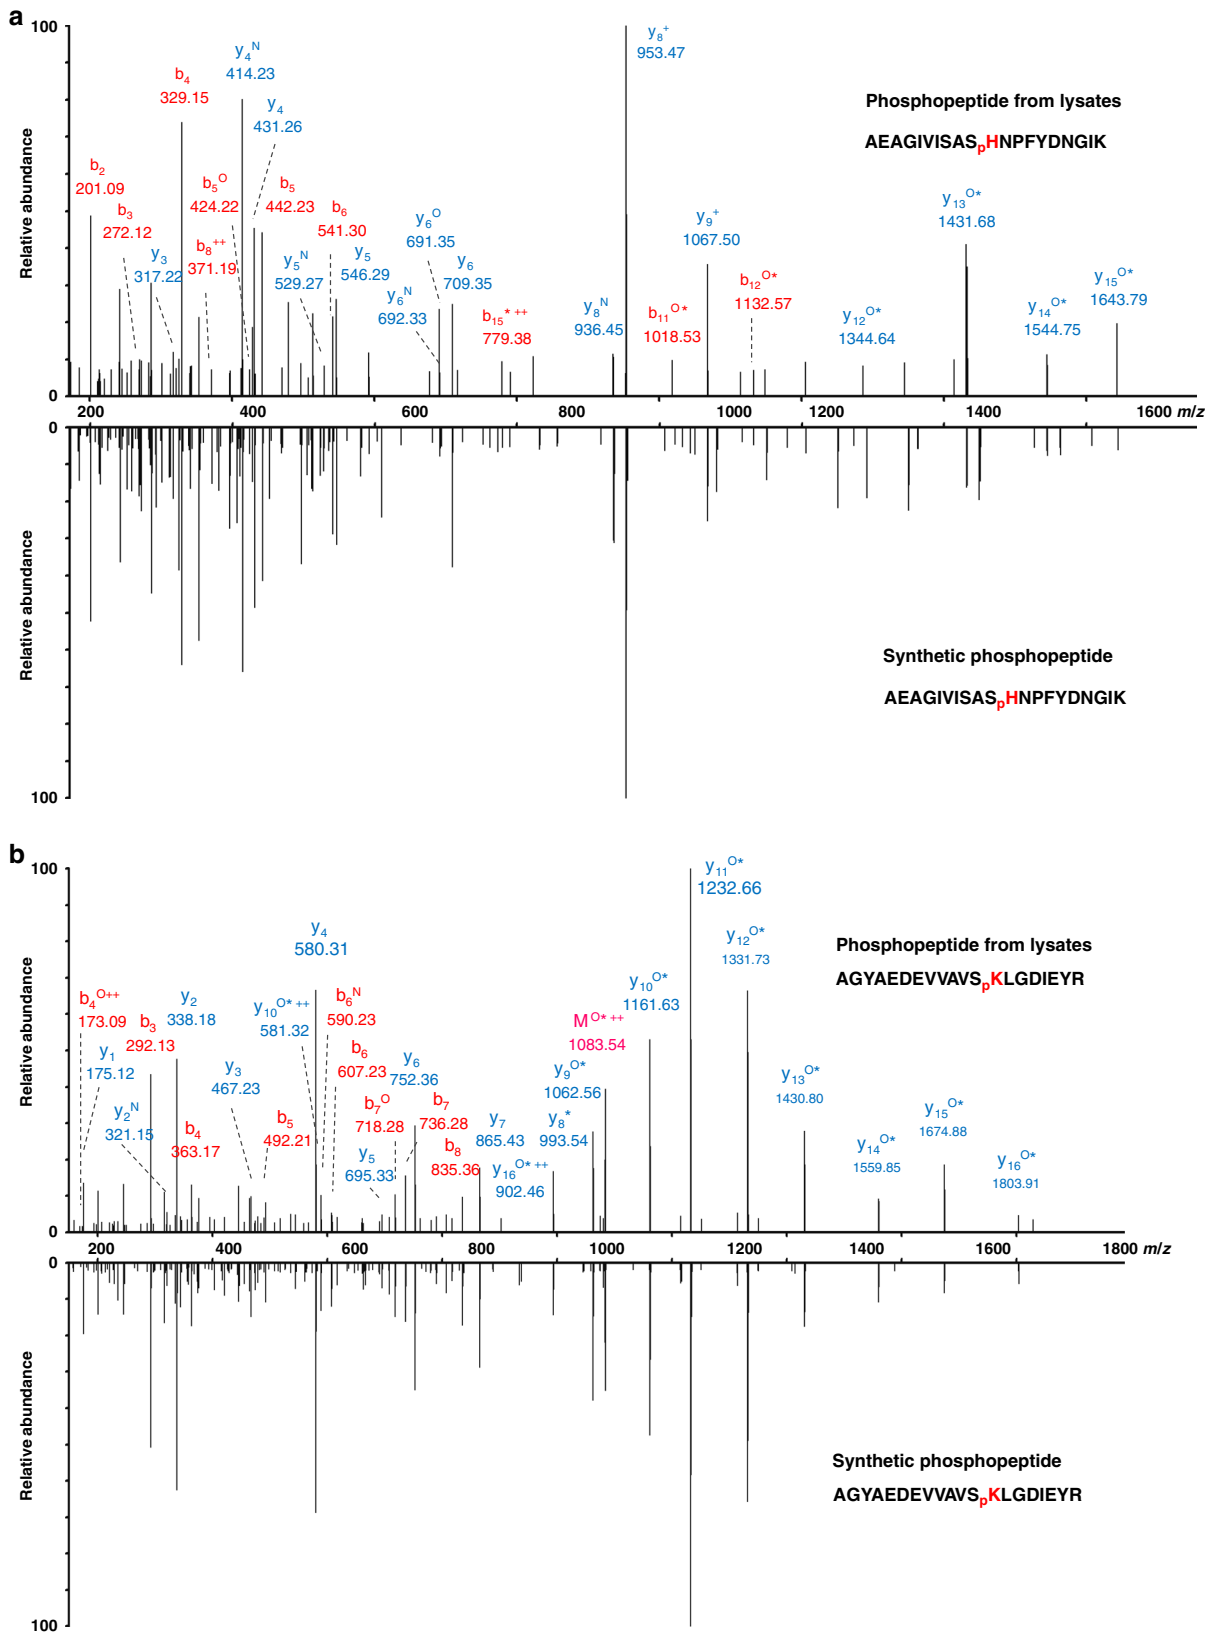 a
100
Relative abundance
0
b2
201.09
b3
272.12
y3
317.22
b4
329.15
b5O
424.22
b8++
371.19
y4N
414.23
y4
431.26
b5
442.23
y5N
529.27
b6
541.30
y5
546.29
y6O
691.35
y6N
692.33
y6
709.35
b15* ++
779.38
y8N
936.45
y8+
953.47
b11O*
1018.53
y9+
1067.50
b12O*
1132.57
y12O*
1344.64
y13O*
1431.68
y14O*
1544.75
y15O*
1643.79
Phosphopeptide from lysates
AEAGIVISASpHNPFYDNGIK
200 400 600 800 1000 1200 1400 1600 m/z
0
Relative abundance
100
Synthetic phosphopeptide
AEAGIVISASpHNPFYDNGIK
b
100
Relative abundance
0
b4O++
173.09
y1
175.12
b3
292.13
y2N
321.15
y2
338.18
b4
363.17
y3
467.23
b5
492.21
y4
580.31
y10O* ++
581.32
b6N
590.23
b6
607.23
y5
695.33
b7O
718.28
b7
736.28
y6
752.36
b8
835.36
y7
865.43
y16O* ++
902.46
y8*
993.54
y9O*
1062.56
MO* ++
1083.54
y10O*
1161.63
y11O*
1232.66
y12O*
1331.73
y13O*
1430.80
y14O*
1559.85
y15O*
1674.88
y16O*
1803.91
Phosphopeptide from lysates
AGYAEDEVVAVSpKLGDIEYR
200 400 600 800 1000 1200 1400 1600 1800 m/z
0
Relative abundance
100
Synthetic phosphopeptide
AGYAEDEVVAVSpKLGDIEYR